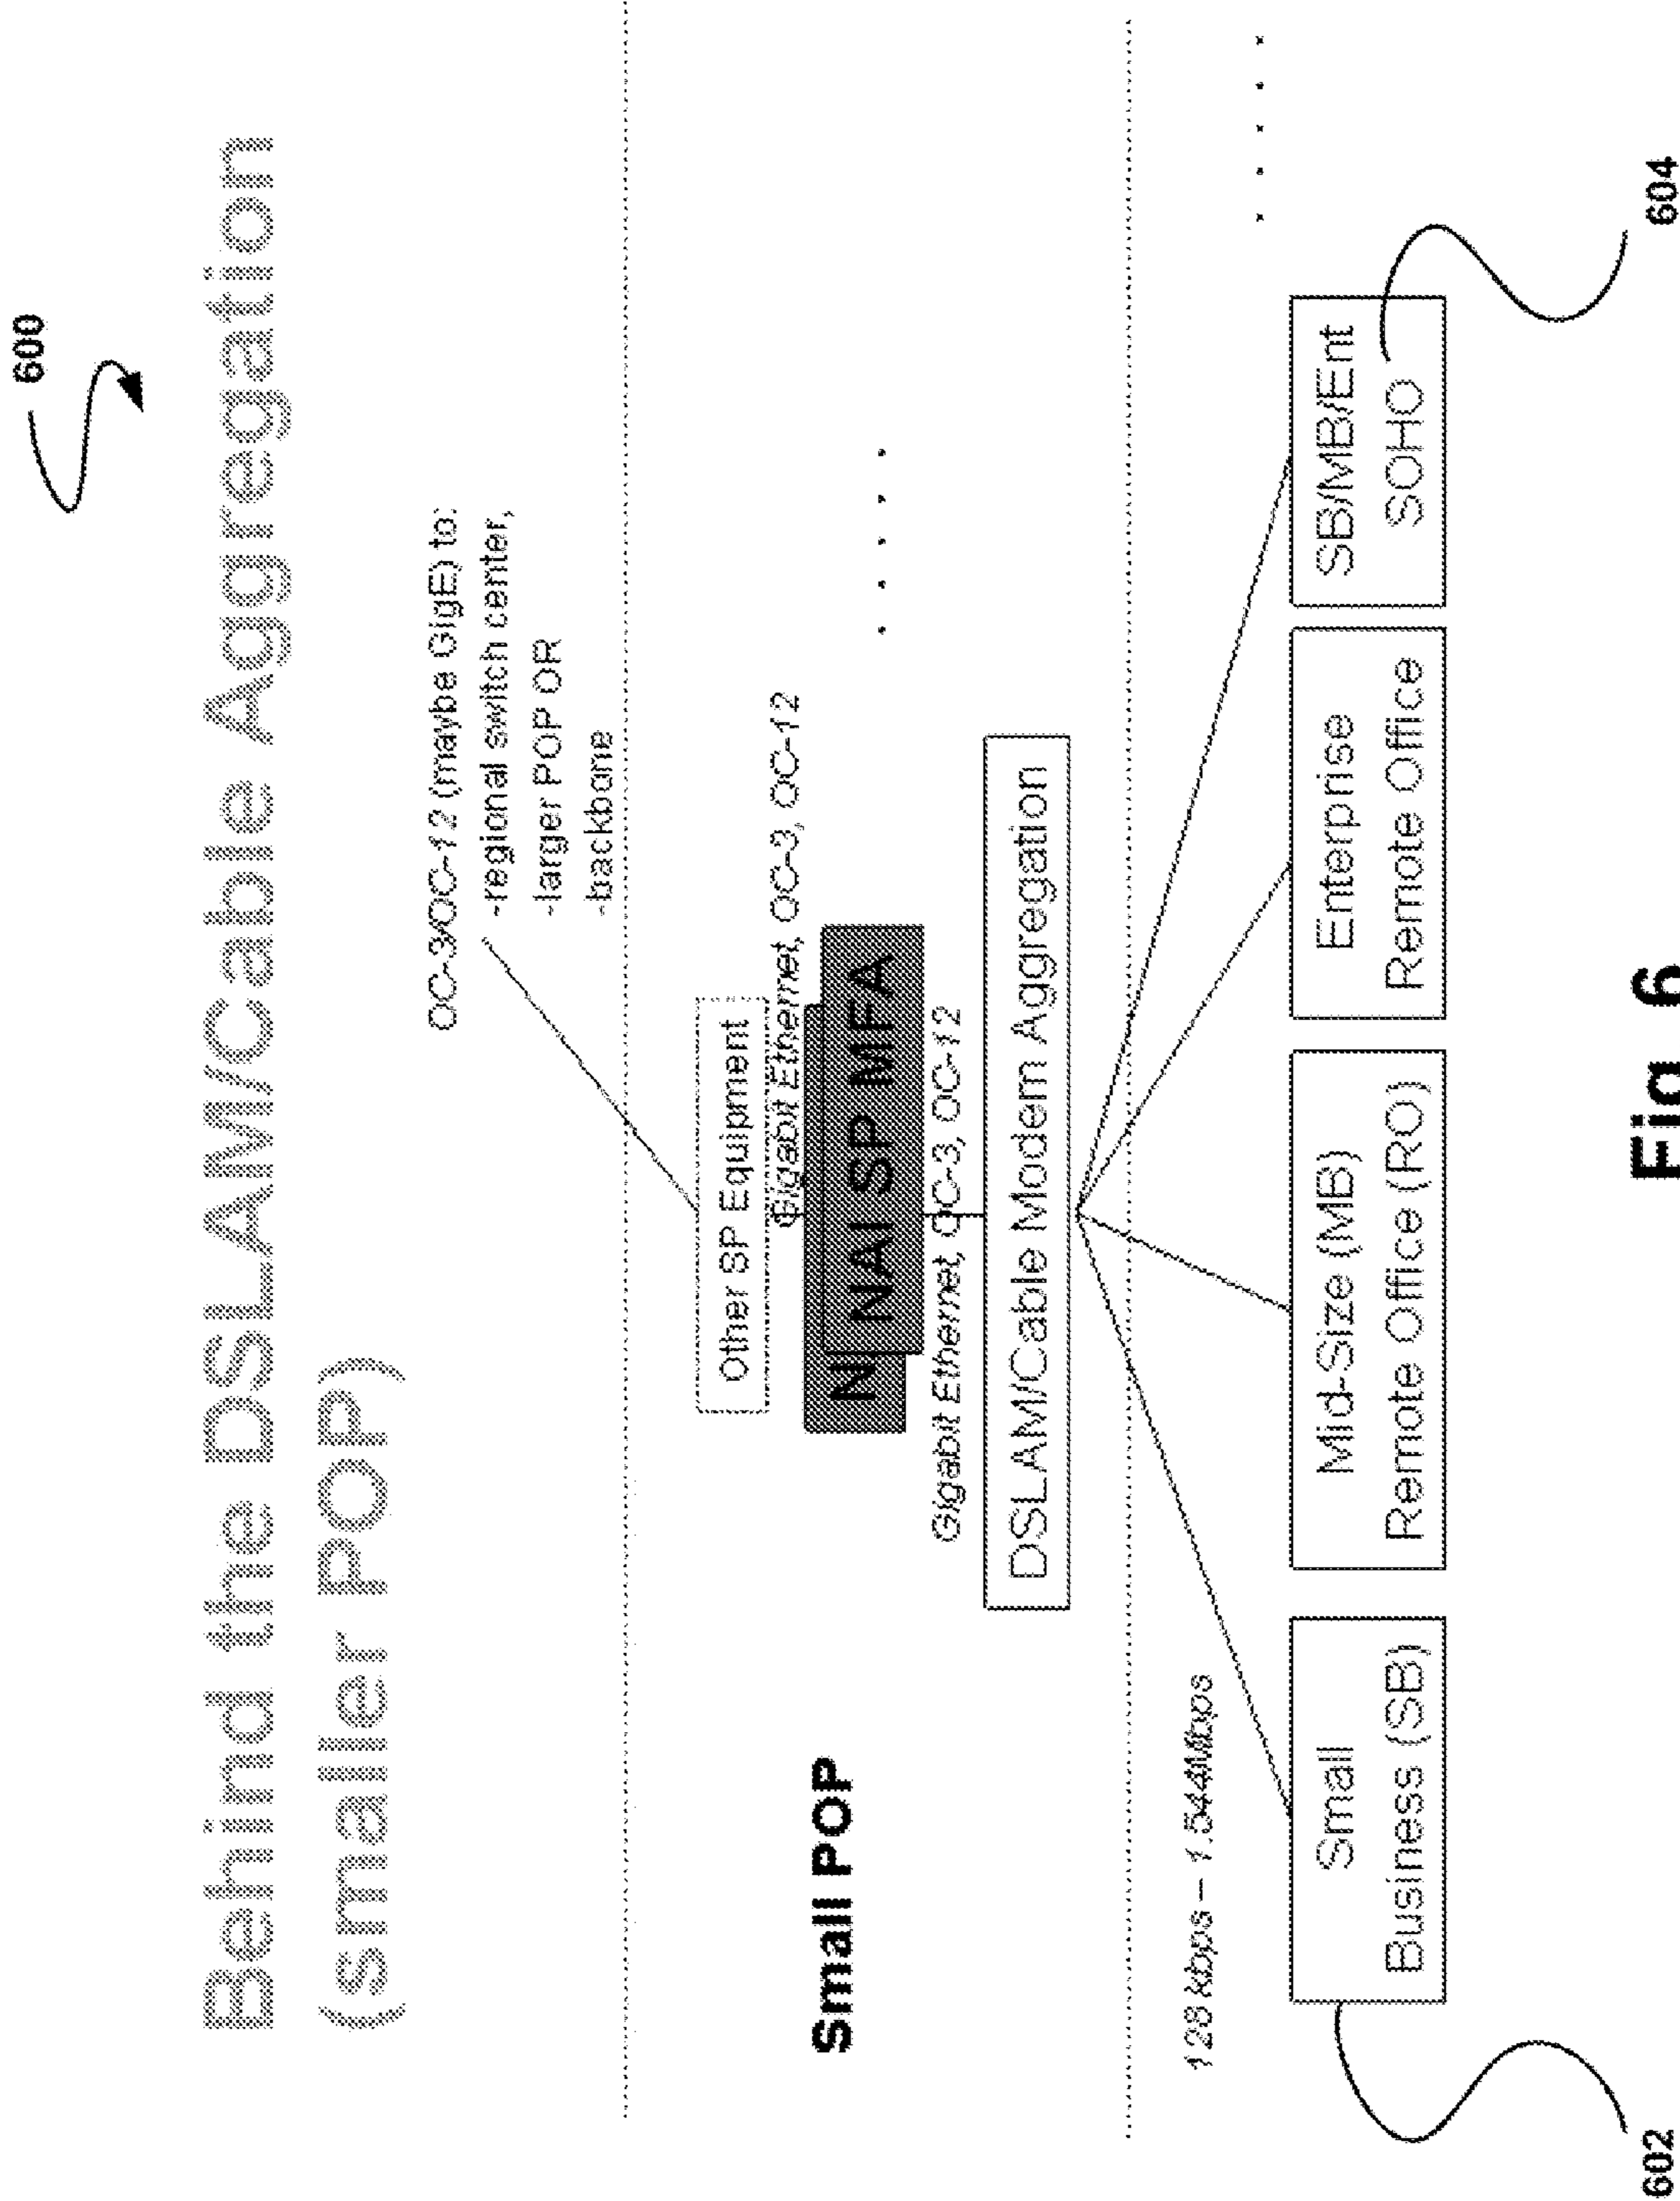 600
Behind the DSLAM/Cable Aggregation
(smaller POP)
OC-3/OC-12 (maybe GigE) to:
-regional switch center,
-larger POP OR
-backbone
Other SP Equipment
Gigabit Ethernet, OC-3, OC-12
Small POP
N
NAI SP MFA
Gigabit Ethernet, OC-3, OC-12
DSLAM/Cable Modem Aggregation
128 kbps – 1.544Mbps
Small
Business (SB)
Mid-Size (MB)
Remote Office (RO)
Enterprise
Remote Office
SB/MB/Ent
SOHO
602
604
Fig. 6